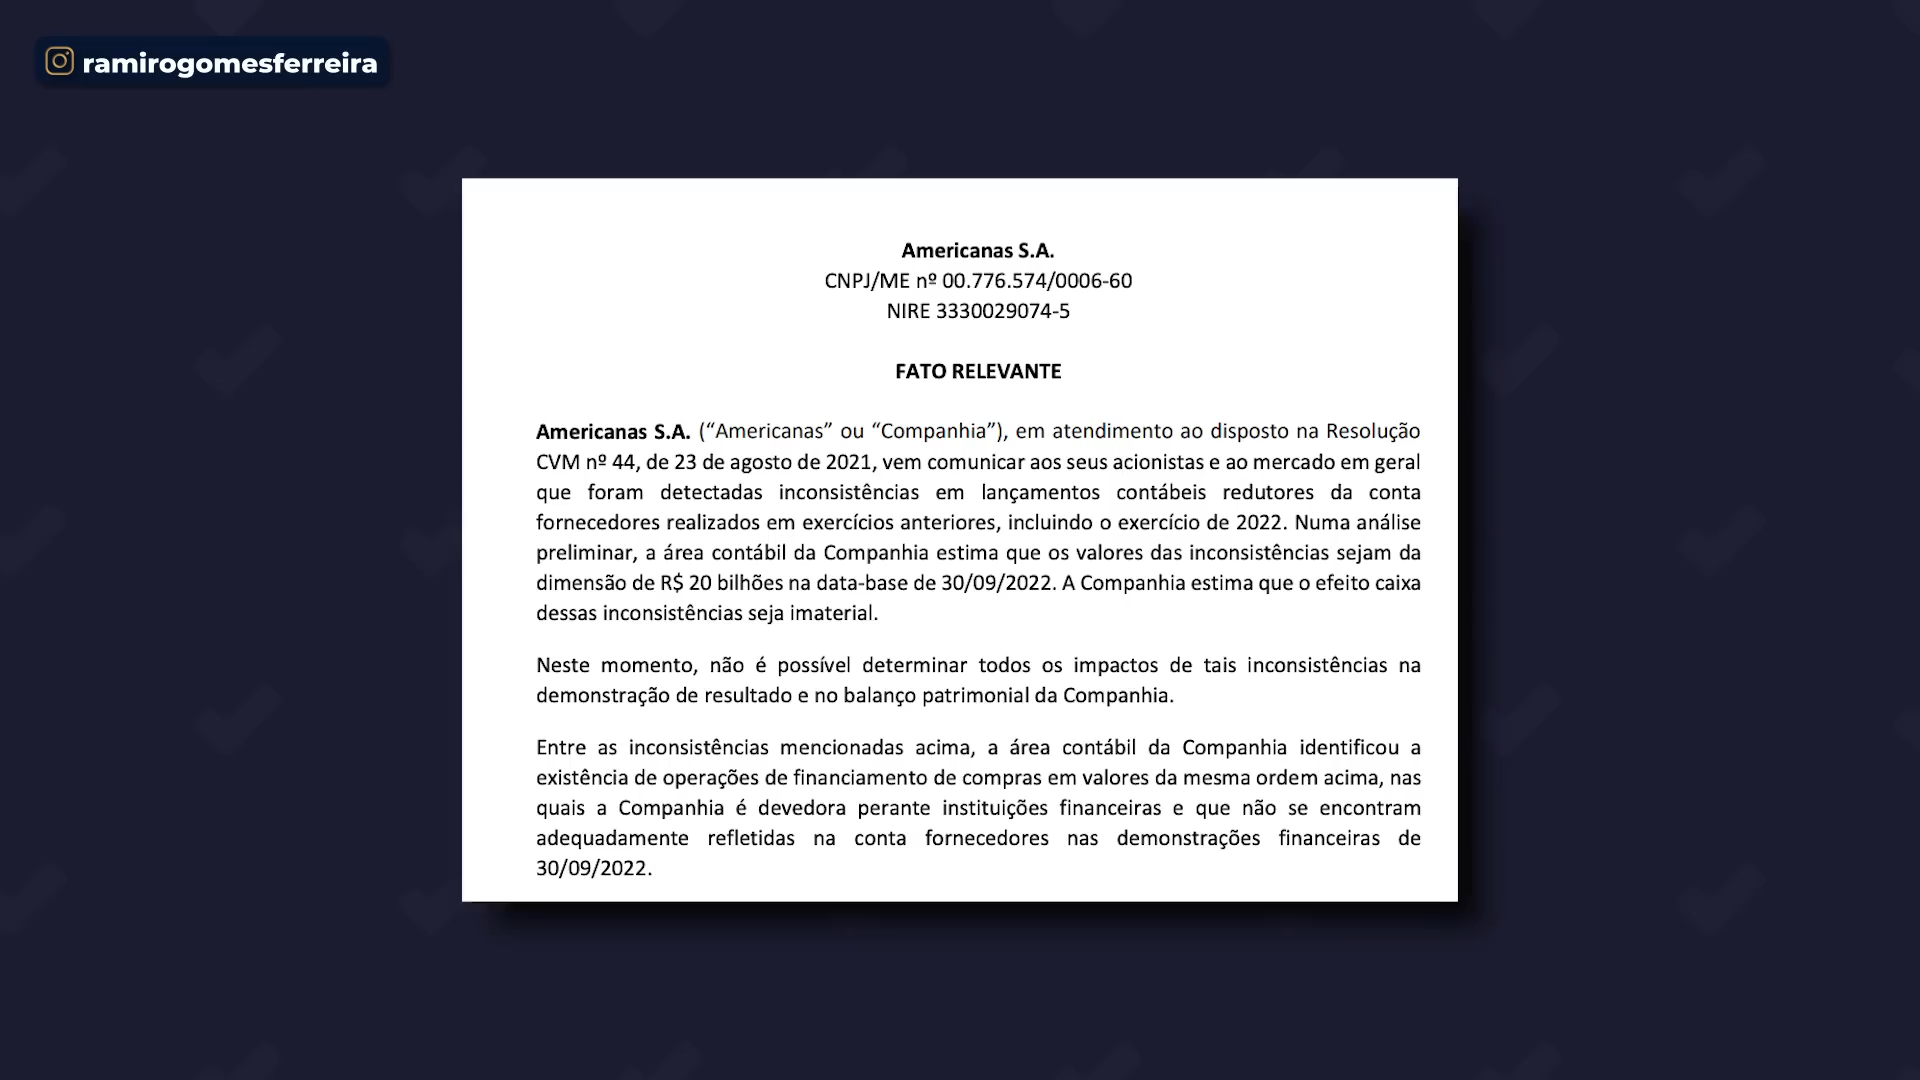 ramirogomesferreira
Americanas S.A.
CNPJ/ME nº 00.776.574/0006-60
NIRE 3330029074-5
FATO RELEVANTE
Americanas S.A. (“Americanas” ou “Companhia”), em atendimento ao disposto na Resolução
CVM nº 44, de 23 de agosto de 2021, vem comunicar aos seus acionistas e ao mercado em geral
que foram detectadas inconsistências em lançamentos contábeis redutores da conta
fornecedores realizados em exercícios anteriores, incluindo o exercício de 2022. Numa análise
preliminar, a área contábil da Companhia estima que os valores das inconsistências sejam da
dimensão de R$ 20 bilhões na data-base de 30/09/2022. A Companhia estima que o efeito caixa
dessas inconsistências seja imaterial.
Neste momento, não é possível determinar todos os impactos de tais inconsistências na
demonstração de resultado e no balanço patrimonial da Companhia.
Entre as inconsistências mencionadas acima, a área contábil da Companhia identificou a
existência de operações de financiamento de compras em valores da mesma ordem acima, nas
quais a Companhia é devedora perante instituições financeiras e que não se encontram
adequadamente refletidas na conta fornecedores nas demonstrações financeiras de
30/09/2022.